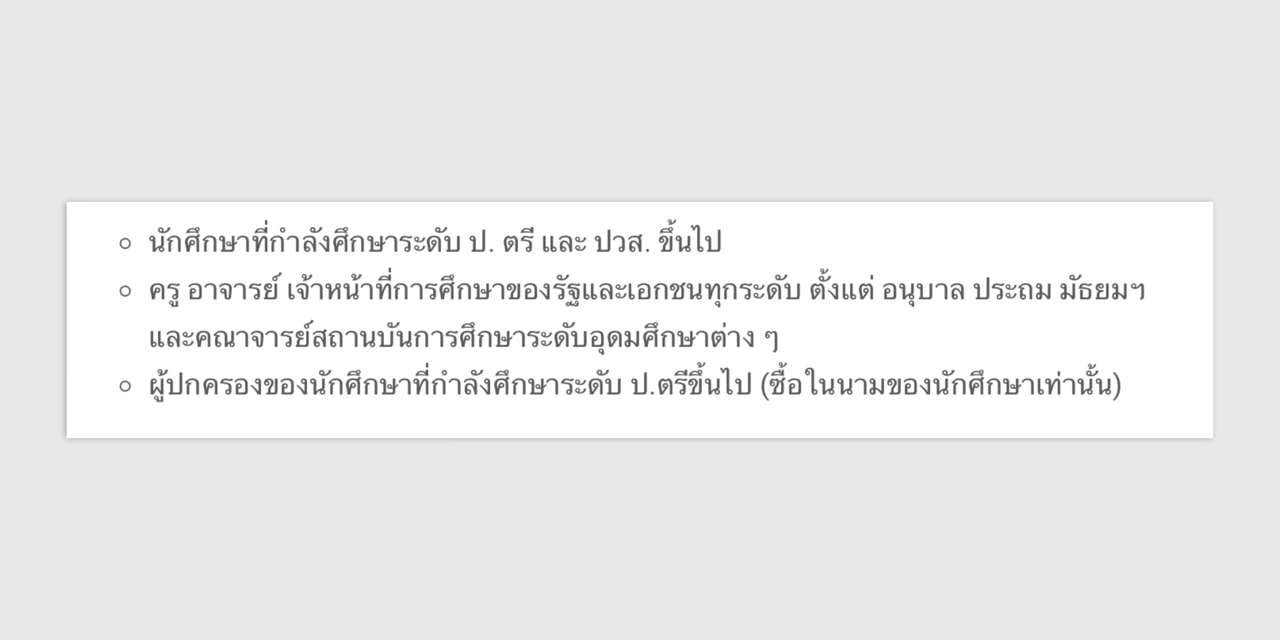 นักศึกษาที่กำลังศึกษาระดับ ป. ตรี และ ปวส. ขึ้นไป
ครู อาจารย์ เจ้าหน้าที่การศึกษาของรัฐและเอกชนทุกระดับ ตั้งแต่ อนุบาล ประถม มัธยมฯ
และคณาจารย์สถานบันการศึกษาระดับอุดมศึกษาต่าง ๆ
ผู้ปกครองของนักศึกษาที่กำลังศึกษาระดับ ป.ตรีขึ้นไป (ซื้อในนามของนักศึกษาเท่านั้น)